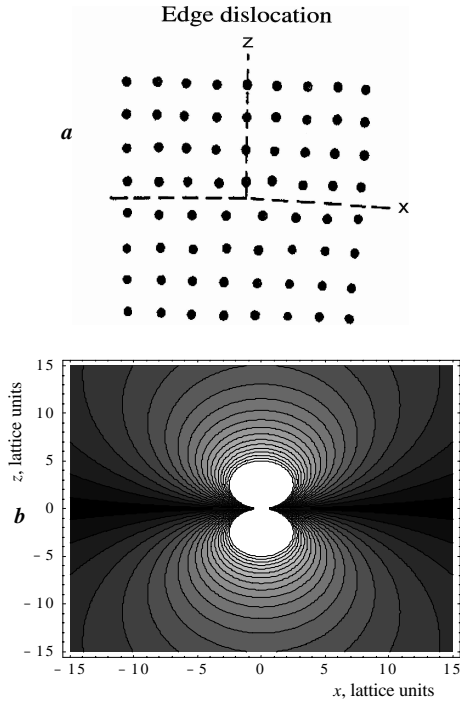 Edge dislocation
z
a
x
15
10
5
0
- 5
- 10
- 15
z, lattice units
b
- 15
- 10
- 5
0
5
10
15
x, lattice units